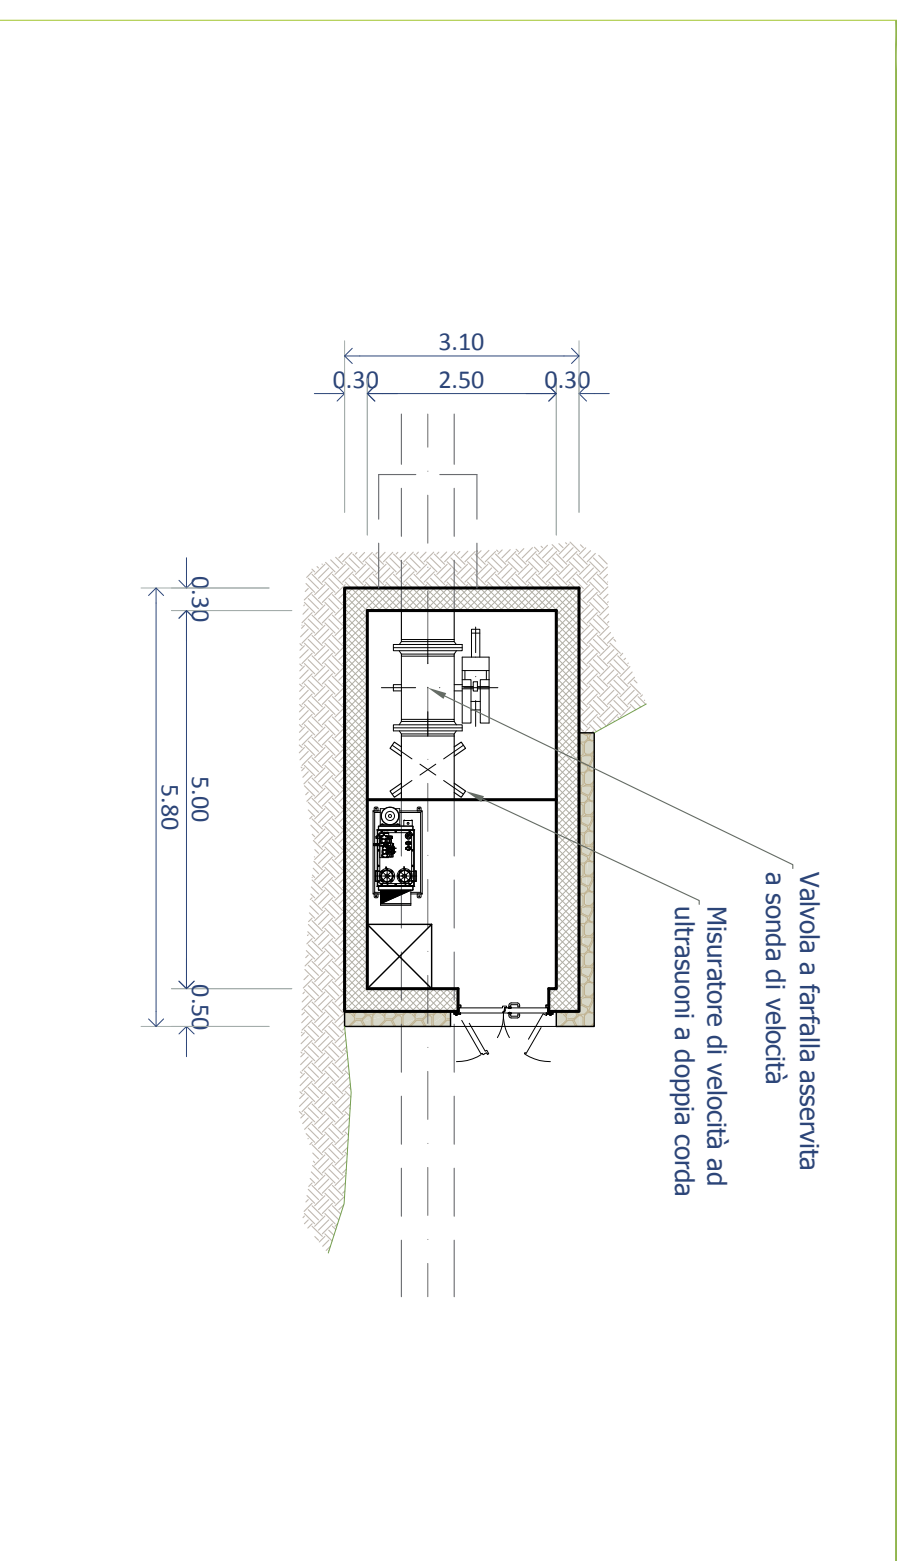 3.10
0.30
2.50
0.30
0.30
5.00
0.50
5.80
Valvola a farfalla asservita
a sonda di velocità
Misuratore di velocità ad
ultrasuoni a doppia corda